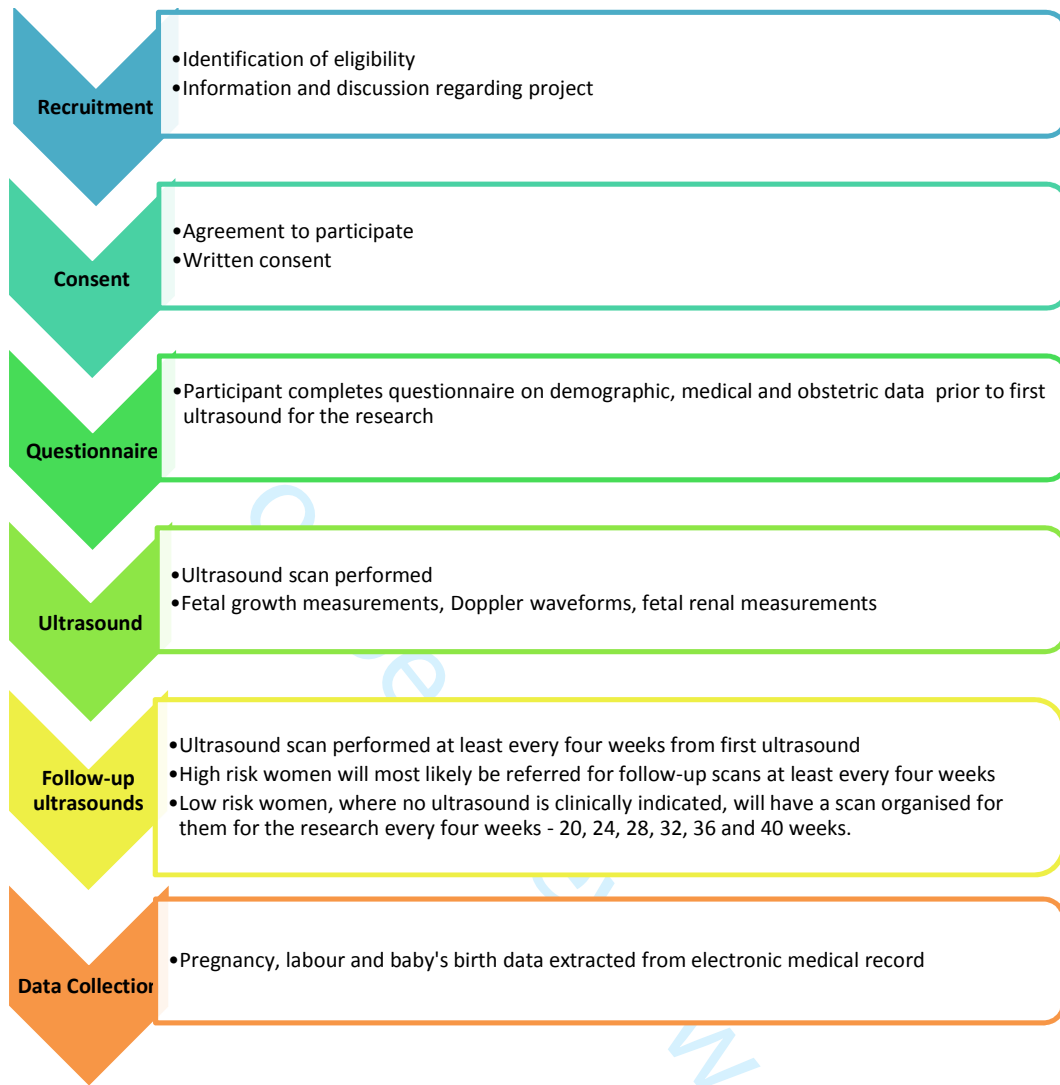 Recruitment
•Identification of eligibility
•Information and discussion regarding project
Consent
•Agreement to participate
•Written consent
Questionnaire
•Participant completes questionnaire on demographic, medical and obstetric data prior to first
ultrasound for the research
Ultrasound
•Ultrasound scan performed
•Fetal growth measurements, Doppler waveforms, fetal renal measurements
Follow-up
ultrasounds
•Ultrasound scan performed at least every four weeks from first ultrasound
•High risk women will most likely be referred for follow-up scans at least every four weeks
•Low risk women, where no ultrasound is clinically indicated, will have a scan organised for
them for the research every four weeks - 20, 24, 28, 32, 36 and 40 weeks.
Data Collection
•Pregnancy, labour and baby's birth data extracted from electronic medical record